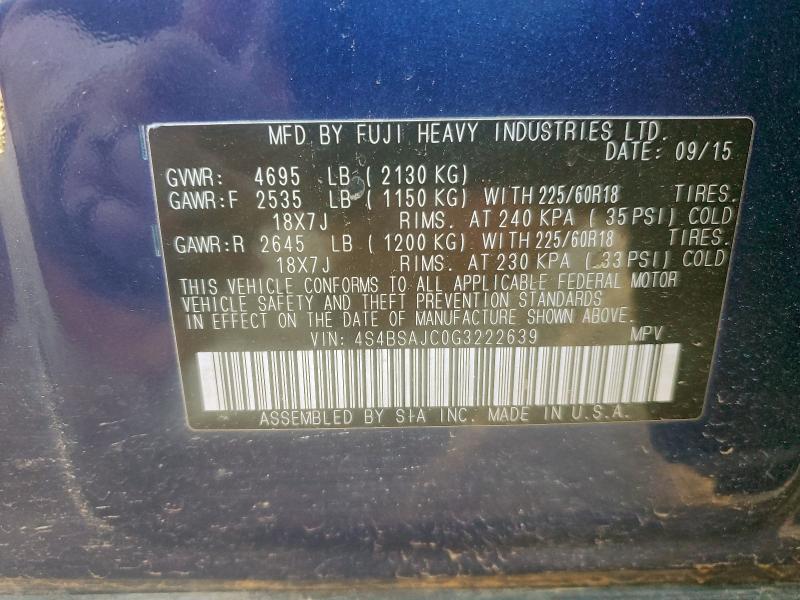 MFD BY FUJI HEAVY INDUSTRIES LTD.
DATE: 09/15
GVWR: 4695 LB ( 2130 KG)
GAWR:F 2535 LB ( 1150 KG) WITH 225/60R18 TIRES.
18X7J RIMS. AT 240 KPA ( 35 PSI) COLD
GAWR:R 2645 LB ( 1200 KG) WITH 225/60R18 TIRES.
18X7J RIMS. AT 230 KPA ( 33 PSI) COLD
THIS VEHICLE CONFORMS TO ALL APPLICABLE FEDERAL MOTOR
VEHICLE SAFETY AND THEFT PREVENTION STANDARDS
IN EFFECT ON THE DATE OF MANUFACTURE SHOWN ABOVE.
VIN: 4S4BSAJC0G3222639 MPV
ASSEMBLED BY SIA INC. MADE IN U.S.A.